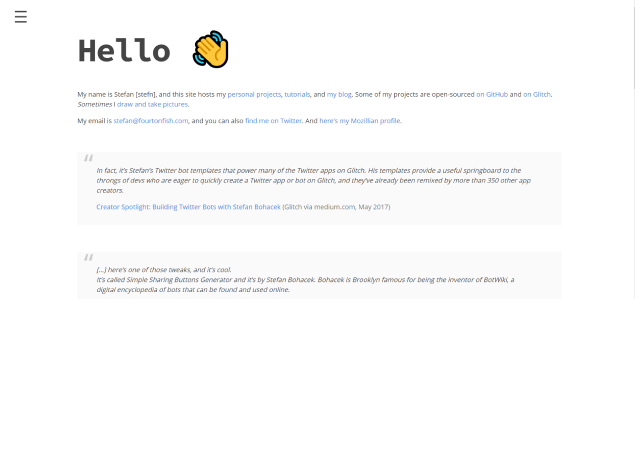 Hello
My name is Stefan [stefn], and this site hosts my personal projects, tutorials, and my blog. Some of my projects are open-sourced on GitHub and on Glitch.
Sometimes I draw and take pictures.
My email is stefan@fourtonfish.com, and you can also find me on Twitter. And here's my Mozillian profile.
“
In fact, it's Stefan's Twitter bot templates that power many of the Twitter apps on Glitch. His templates provide a useful springboard to the
throngs of devs who are eager to quickly create a Twitter app or bot on Glitch, and they've already been remixed by more than 350 other app
creators.
Creator Spotlight: Building Twitter Bots with Stefan Bohacek (Glitch via medium.com, May 2017)
“
[...] here's one of those tweaks, and it's cool.
It's called Simple Sharing Buttons Generator and it's by Stefan Bohacek. Bohacek is Brooklyn famous for being the inventor of BotWiki, a
digital encyclopedia of bots that can be found and used online.